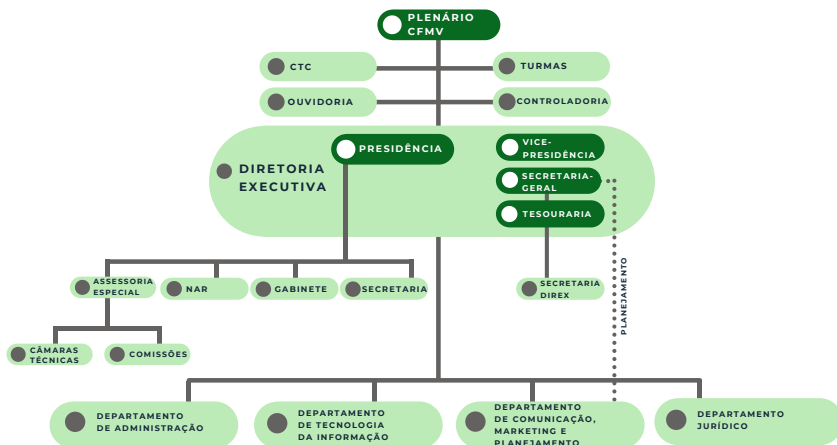 PLENÁRIO
CFMV
CTC
TURMAS
OUVIDORIA
CONTROLADORIA
DIRETORIA
EXECUTIVA
PRESIDÊNCIA
VICE-
PRESIDÊNCIA
SECRETARIA-
GERAL
TESOURARIA
ASSESSORIA
ESPECIAL
NAR
GABINETE
SECRETARIA
SECRETARIA
DIREX
PLANEJAMENTO
CÂMARAS
TÉCNICAS
COMISSÕES
DEPARTAMENTO
DE ADMINISTRAÇÃO
DEPARTAMENTO
DE TECNOLOGIA
DA INFORMAÇÃO
DEPARTAMENTO
DE COMUNICAÇÃO,
MARKETING E
PLANEJAMENTO
DEPARTAMENTO
JURÍDICO